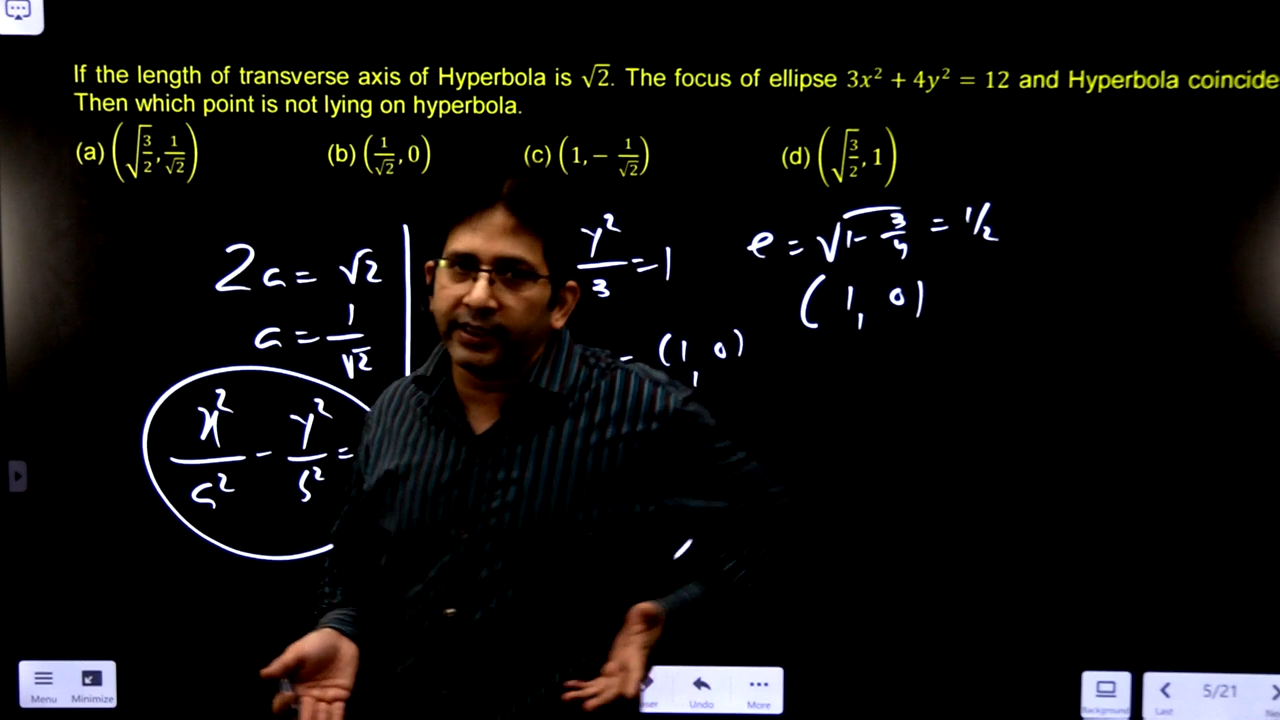 If the length of transverse axis of Hyperbola is √2. The focus of ellipse 3x² + 4y² = 12 and Hyperbola coincide
Then which point is not lying on hyperbola.
(a) (√(3/2), 1/√2) (b) (1/√2, 0) (c) (1, − 1/√2) (d) (√(3/2), 1)
2a = √2
a = 1/√2
y²/3 = 1
e = √(1 - 3/4) = 1/2
(1, 0)
- (1, 0)
x²/a² - y²/b² =
Menu
Minimize
Undo
More
Background
Last
5/21